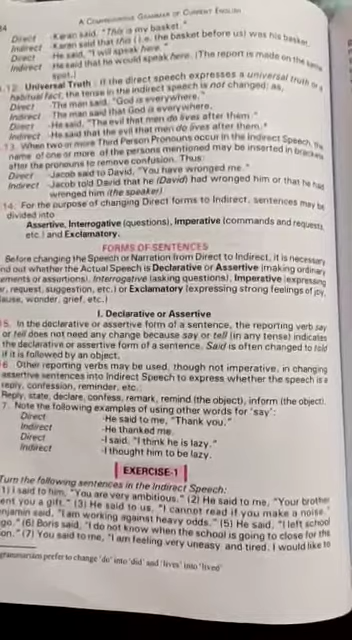 A COMPREHENSIVE GRAMMAR OF CURRENT ENGLISH
Direct -Karan said, "This is my basket."
Indirect -Karan said that this (i.e. the basket before us) was his basket.
Direct -He said, "I will speak here."
Indirect -He said that he would speak here. (The report is made on the same
spot.)
12. Universal Truth : If the direct speech expresses a universal truth or a
habitual fact, the tense in the indirect speech is not changed; as,
Direct -The man said, "God is everywhere."
Indirect -The man said that God is everywhere.
Direct -He said, "The evil that men do lives after them."
Indirect -He said that the evil that men do lives after them.*
13. When two or more Third Person Pronouns occur in the Indirect Speech, the
name of one or more of the persons mentioned may be inserted in brackets
after the pronouns to remove confusion. Thus:
Direct -Jacob said to David, "You have wronged me."
Indirect -Jacob told David that he (David) had wronged him or that he had
wronged him (the speaker).
14. For the purpose of changing Direct forms to Indirect, sentences may be
divided into
Assertive, Interrogative (questions), Imperative (commands and requests,
etc.) and Exclamatory.
FORMS OF SENTENCES
Before changing the Speech or Narration from Direct to Indirect, it is necessary
find out whether the Actual Speech is Declarative or Assertive (making ordinary
statements or assertions), Interrogative (asking questions), Imperative (expressing
request, suggestion, etc.) or Exclamatory (expressing strong feelings of joy,
wonder, grief, etc.)
I. Declarative or Assertive
5. In the declarative or assertive form of a sentence, the reporting verb say
or tell does not need any change because say or tell (in any tense) indicates
the declarative or assertive form of a sentence. Said is often changed to told
if it is followed by an object.
6. Other reporting verbs may be used, though not imperative, in changing
assertive sentences into Indirect Speech to express whether the speech is a
reply, confession, reminder, etc.
Reply, state, declare, confess, remark, remind (the object), inform (the object).
7. Note the following examples of using other words for 'say':
Direct -He said to me, "Thank you."
Indirect -He thanked me.
Direct -I said, "I think he is lazy."
Indirect -I thought him to be lazy.
EXERCISE-1
Turn the following sentences in the Indirect Speech:
(1) I said to him, "You are very ambitious." (2) He said to me, "Your brother
sent you a gift." (3) He said to us, "I cannot read if you make a noise."
Benjamin said, "I am working against heavy odds." (5) He said, "I left school
ago." (6) Boris said, "I do not know when the school is going to close for the
on." (7) You said to me, "I am feeling very uneasy and tired. I would like to
grammarians prefer to change 'do' into 'did' and 'lives' into 'lived'